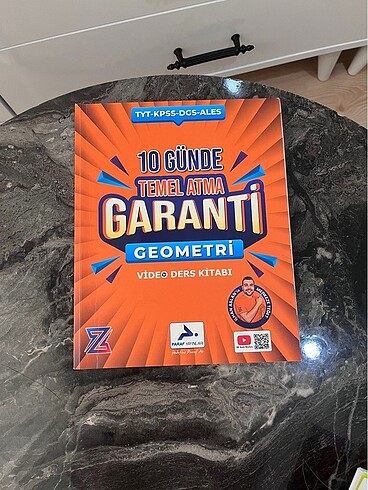 TYT-KPSS-DGS-ALES
10 GÜNDE
TEMEL ATMA
GARANTİ
GEOMETRİ
VİDEO DERS KİTABI
PARAF YAYINLARI